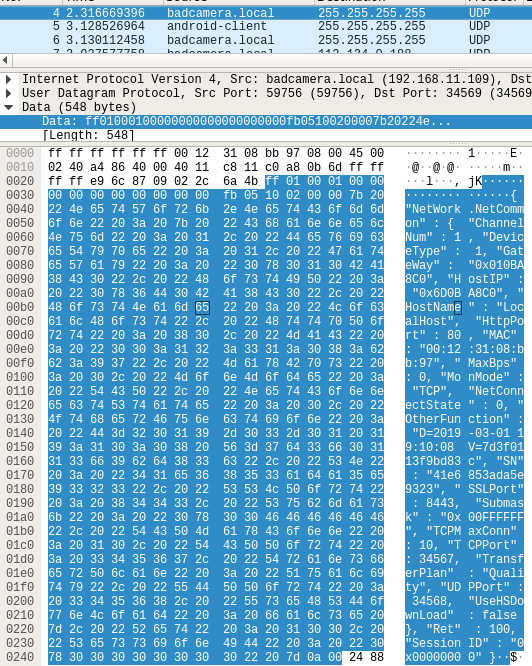 4 2.316669396 badcamera.local 255.255.255.255 UDP
5 3.128526964 android-client 255.255.255.255 UDP
6 3.130112458 badcamera.local 255.255.255.255 UDP
Internet Protocol Version 4, Src: badcamera.local (192.168.11.109), Dst
User Datagram Protocol, Src Port: 59756 (59756), Dst Port: 34569 (34569
Data (548 bytes)
Data: ff01000100000000000000000000fb05100200007b20224e...
[Length: 548]
0000 ff ff ff ff ff ff 00 12 31 08 bb 97 08 00 45 00 ········ 1·····E·
0010 02 40 a4 86 40 00 40 11 c8 11 c0 a8 0b 6d ff ff ·@··@·@· ·····m··
0020 ff ff e9 6c 87 09 02 2c 6a 4b ff 01 00 01 00 00 ···l···, jK······
0030 00 00 00 00 00 00 00 00 fb 05 10 02 00 00 7b 20 ········ ······{
0040 22 4e 65 74 57 6f 72 6b 2e 4e 65 74 43 6f 6d 6d "NetWork .NetComm
0050 6f 6e 22 20 3a 20 7b 20 22 43 68 61 6e 6e 65 6c on" : { "Channel
0060 4e 75 6d 22 20 3a 20 31 2c 20 22 44 65 76 69 63 Num" : 1 , "Devic
0070 65 54 79 70 65 22 20 3a 20 31 2c 20 22 47 61 74 eType" : 1, "Gat
0080 65 57 61 79 22 20 3a 20 22 30 78 30 31 30 42 41 eWay" : "0x010BA
0090 38 43 30 22 2c 20 22 48 6f 73 74 49 50 22 20 3a 8C0", "H ostIP" :
00a0 20 22 30 78 36 44 30 42 41 38 43 30 22 2c 20 22 "0x6D0B A8C0", "
00b0 48 6f 73 74 4e 61 6d 65 22 20 3a 20 22 4c 6f 63 HostName " : "Loc
00c0 61 6c 48 6f 73 74 22 2c 20 22 48 74 74 70 50 6f alHost", "HttpPo
00d0 72 74 22 20 3a 20 38 30 2c 20 22 4d 41 43 22 20 rt" : 80 , "MAC"
00e0 3a 20 22 30 30 3a 31 32 3a 33 31 3a 30 38 3a 62 : "00:12 :31:08:b
00f0 62 3a 39 37 22 2c 20 22 4d 61 78 42 70 73 22 20 b:97", " MaxBps"
0100 3a 20 30 2c 20 22 4d 6f 6e 4d 6f 64 65 22 20 3a : 0, "Mo nMode" :
0110 20 22 54 43 50 22 2c 20 22 4e 65 74 43 6f 6e 6e "TCP", "NetConn
0120 65 63 74 53 74 61 74 65 22 20 3a 20 30 2c 20 22 ectState " : 0, "
0130 4f 74 68 65 72 46 75 6e 63 74 69 6f 6e 22 20 3a OtherFun ction" :
0140 20 22 44 3d 32 30 31 39 2d 30 33 2d 30 31 20 31 "D=2019 -03-01 1
0150 39 3a 31 30 3a 30 38 20 56 3d 37 64 33 66 30 31 9:10:08 V=7d3f01
0160 31 33 66 39 62 64 38 33 63 22 2c 20 22 53 4e 22 13f9bd83 c", "SN"
0170 20 3a 20 22 34 31 65 36 38 35 33 61 64 61 35 65 : "41e6 853ada5e
0180 39 33 32 33 22 2c 20 22 53 53 4c 50 6f 72 74 22 9323", " SSLPort"
0190 20 3a 20 38 34 34 33 2c 20 22 53 75 62 6d 61 73 : 8443, "Submas
01a0 6b 22 20 3a 20 22 30 78 30 30 46 46 46 46 46 46 k" : "0x 00FFFFFF
01b0 22 2c 20 22 54 43 50 4d 61 78 43 6f 6e 6e 22 20 ", "TCPM axConn"
01c0 3a 20 31 30 2c 20 22 54 43 50 50 6f 72 74 22 20 : 10, "T CPPort"
01d0 3a 20 33 34 35 36 37 2c 20 22 54 72 61 6e 73 66 : 34567, "Transf
01e0 65 72 50 6c 61 6e 22 20 3a 20 22 51 75 61 6c 69 erPlan" : "Quali
01f0 74 79 22 2c 20 22 55 44 50 50 6f 72 74 22 20 3a ty", "UD PPort" :
0200 20 33 34 35 36 38 2c 20 22 55 73 65 48 53 44 6f 34568, "UseHSDo
0210 77 6e 4c 6f 61 64 22 20 3a 20 66 61 6c 73 65 20 wnLoad" : false
0220 7d 2c 20 22 52 65 74 22 20 3a 20 31 30 30 2c 20 }, "Ret" : 100,
0230 22 53 65 73 73 69 6f 6e 49 44 22 20 3a 20 22 30 "Session ID" : "0
0240 78 30 30 30 30 30 30 30 30 22 20 7d 0a 00 24 88 x0000000 0" }··$·